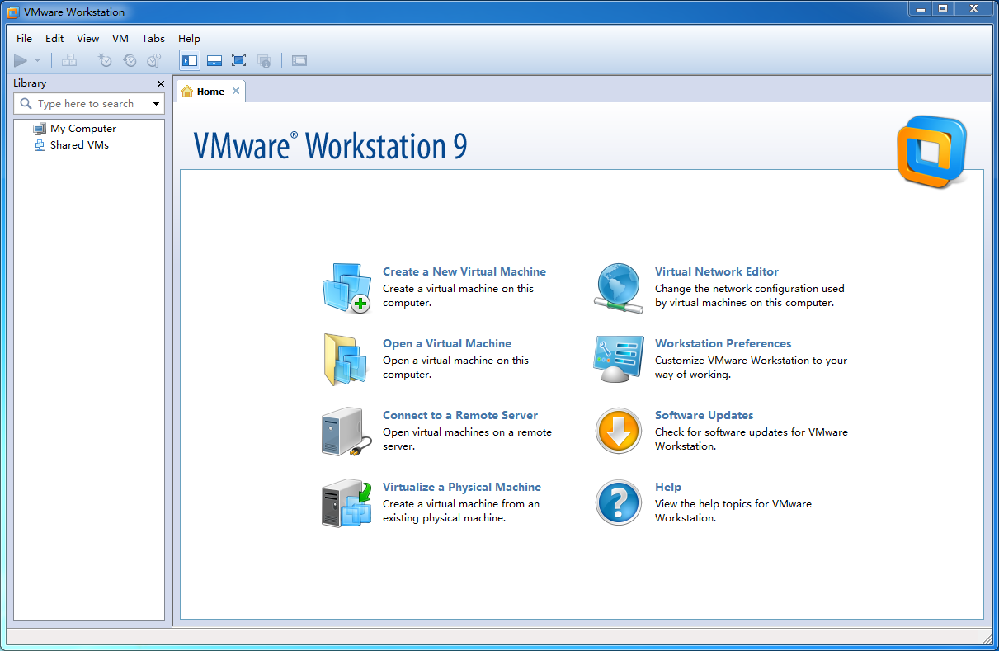 VMware Workstation
File Edit View VM Tabs Help
Library
Type here to search
My Computer
Shared VMs
Home
VMware® Workstation 9
Create a New Virtual Machine
Create a virtual machine on this
computer.
Open a Virtual Machine
Open a virtual machine on this
computer.
Connect to a Remote Server
Open virtual machines on a remote
server.
Virtualize a Physical Machine
Create a virtual machine from an
existing physical machine.
Virtual Network Editor
Change the network configuration used
by virtual machines on this computer.
Workstation Preferences
Customize VMware Workstation to your
way of working.
Software Updates
Check for software updates for VMware
Workstation.
Help
View the help topics for VMware
Workstation.